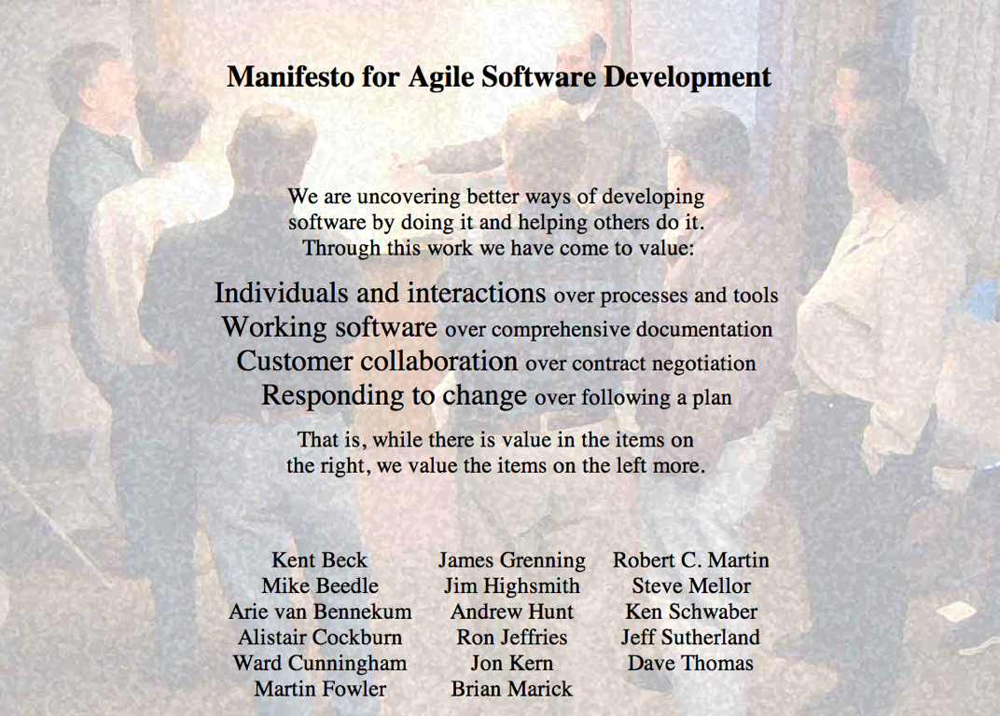 Manifesto for Agile Software Development
We are uncovering better ways of developing
software by doing it and helping others do it.
Through this work we have come to value:
Individuals and interactions over processes and tools
Working software over comprehensive documentation
Customer collaboration over contract negotiation
Responding to change over following a plan
That is, while there is value in the items on
the right, we value the items on the left more.
Kent Beck
Mike Beedle
Arie van Bennekum
Alistair Cockburn
Ward Cunningham
Martin Fowler
James Grenning
Jim Highsmith
Andrew Hunt
Ron Jeffries
Jon Kern
Brian Marick
Robert C. Martin
Steve Mellor
Ken Schwaber
Jeff Sutherland
Dave Thomas